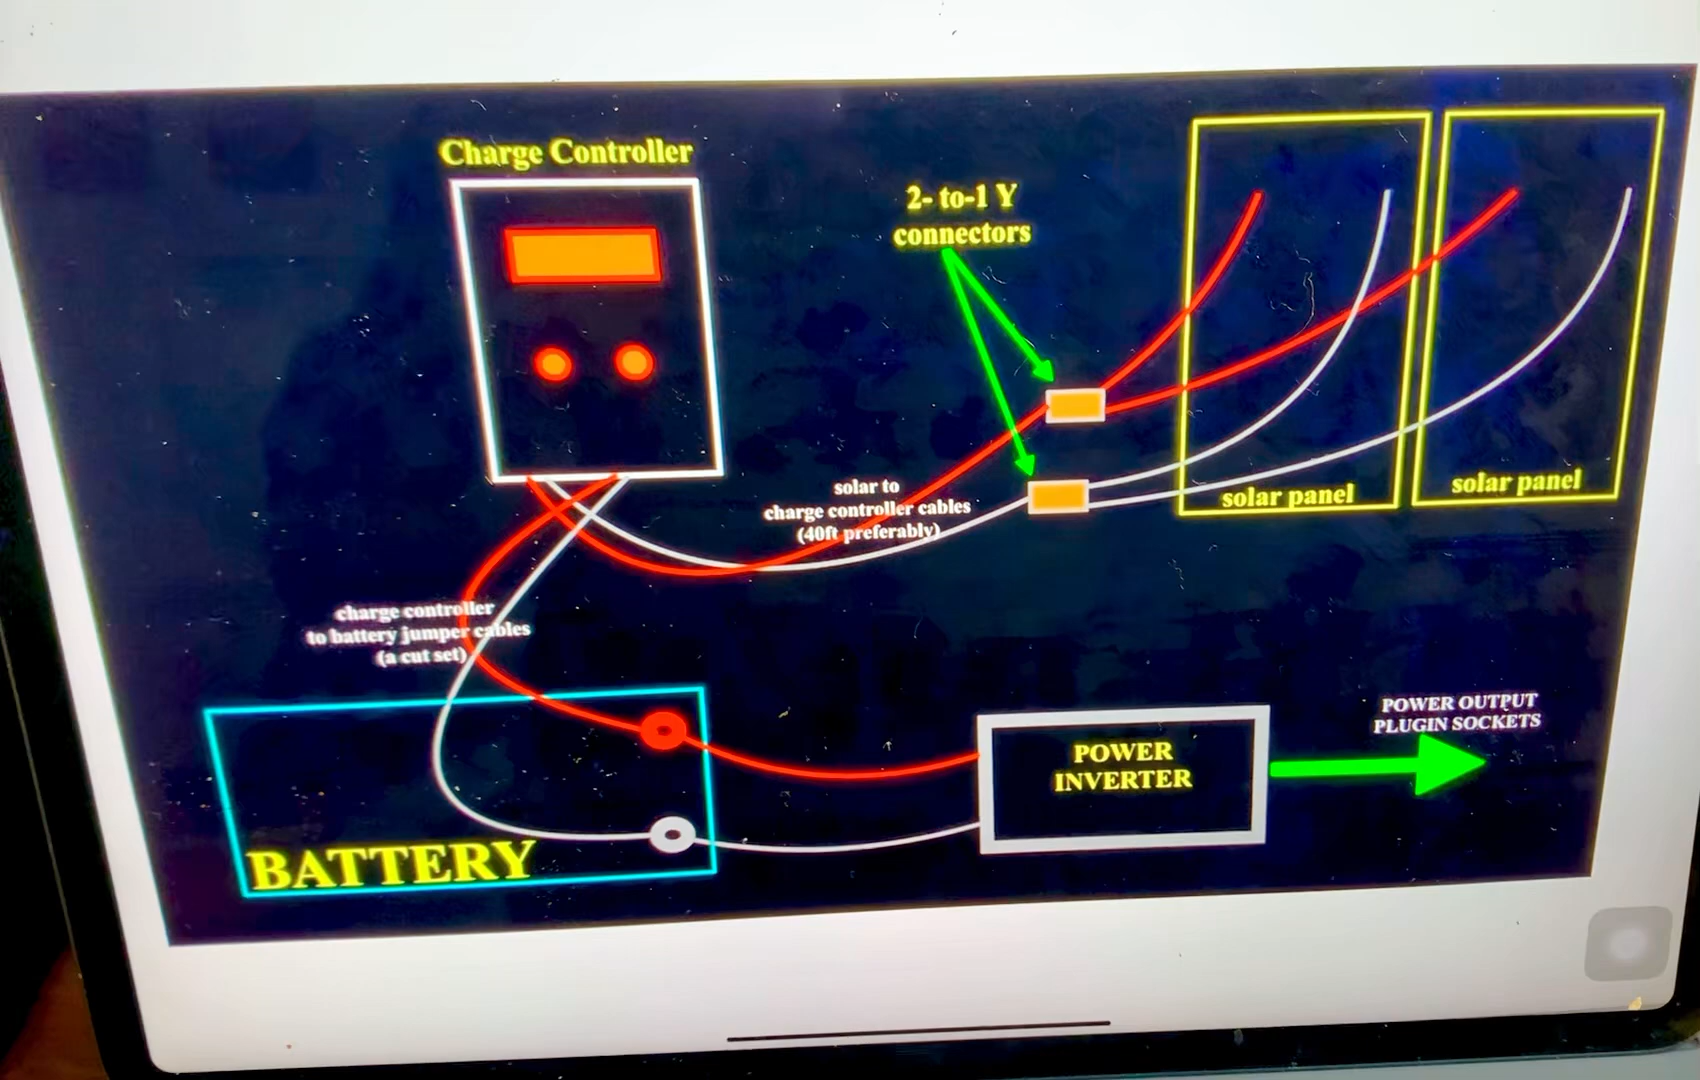 Charge Controller
2- to-1 Y
connectors
solar to
charge controller cables
(40ft preferably)
solar panel
solar panel
charge controller
to battery jumper cables
(a cut set)
BATTERY
POWER
INVERTER
POWER OUTPUT
PLUGIN SOCKETS